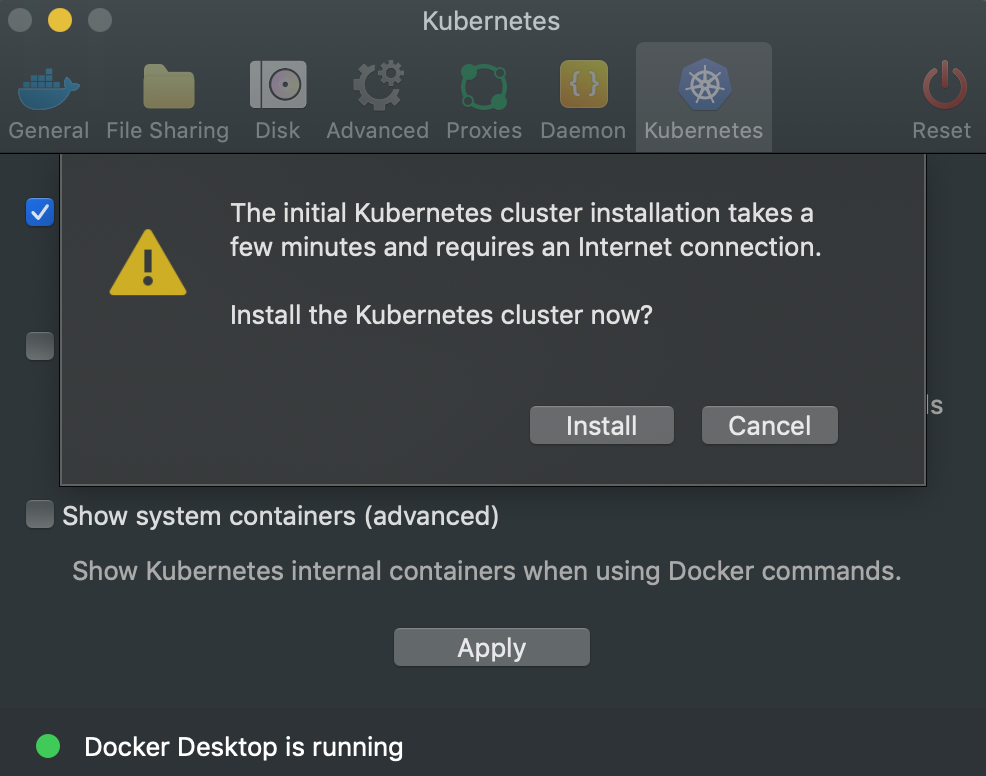 Kubernetes
General File Sharing Disk Advanced Proxies Daemon Kubernetes Reset
The initial Kubernetes cluster installation takes a
few minutes and requires an Internet connection.
Install the Kubernetes cluster now?
Install Cancel
Show system containers (advanced)
Show Kubernetes internal containers when using Docker commands.
Apply
Docker Desktop is running